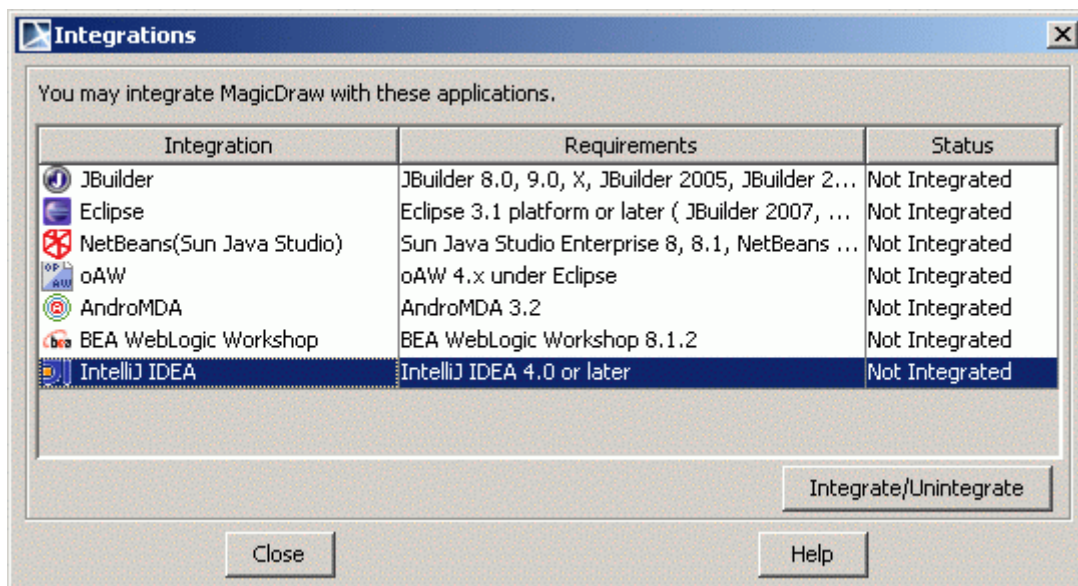 Integrations
You may integrate MagicDraw with these applications.
Integration Requirements Status
JBuilder JBuilder 8.0, 9.0, X, JBuilder 2005, JBuilder 2... Not Integrated
Eclipse Eclipse 3.1 platform or later ( JBuilder 2007, ... Not Integrated
NetBeans(Sun Java Studio) Sun Java Studio Enterprise 8, 8.1, NetBeans ... Not Integrated
oAW oAW 4.x under Eclipse Not Integrated
AndroMDA AndroMDA 3.2 Not Integrated
BEA WebLogic Workshop BEA WebLogic Workshop 8.1.2 Not Integrated
IntelliJ IDEA IntelliJ IDEA 4.0 or later Not Integrated
Integrate/Unintegrate
Close Help